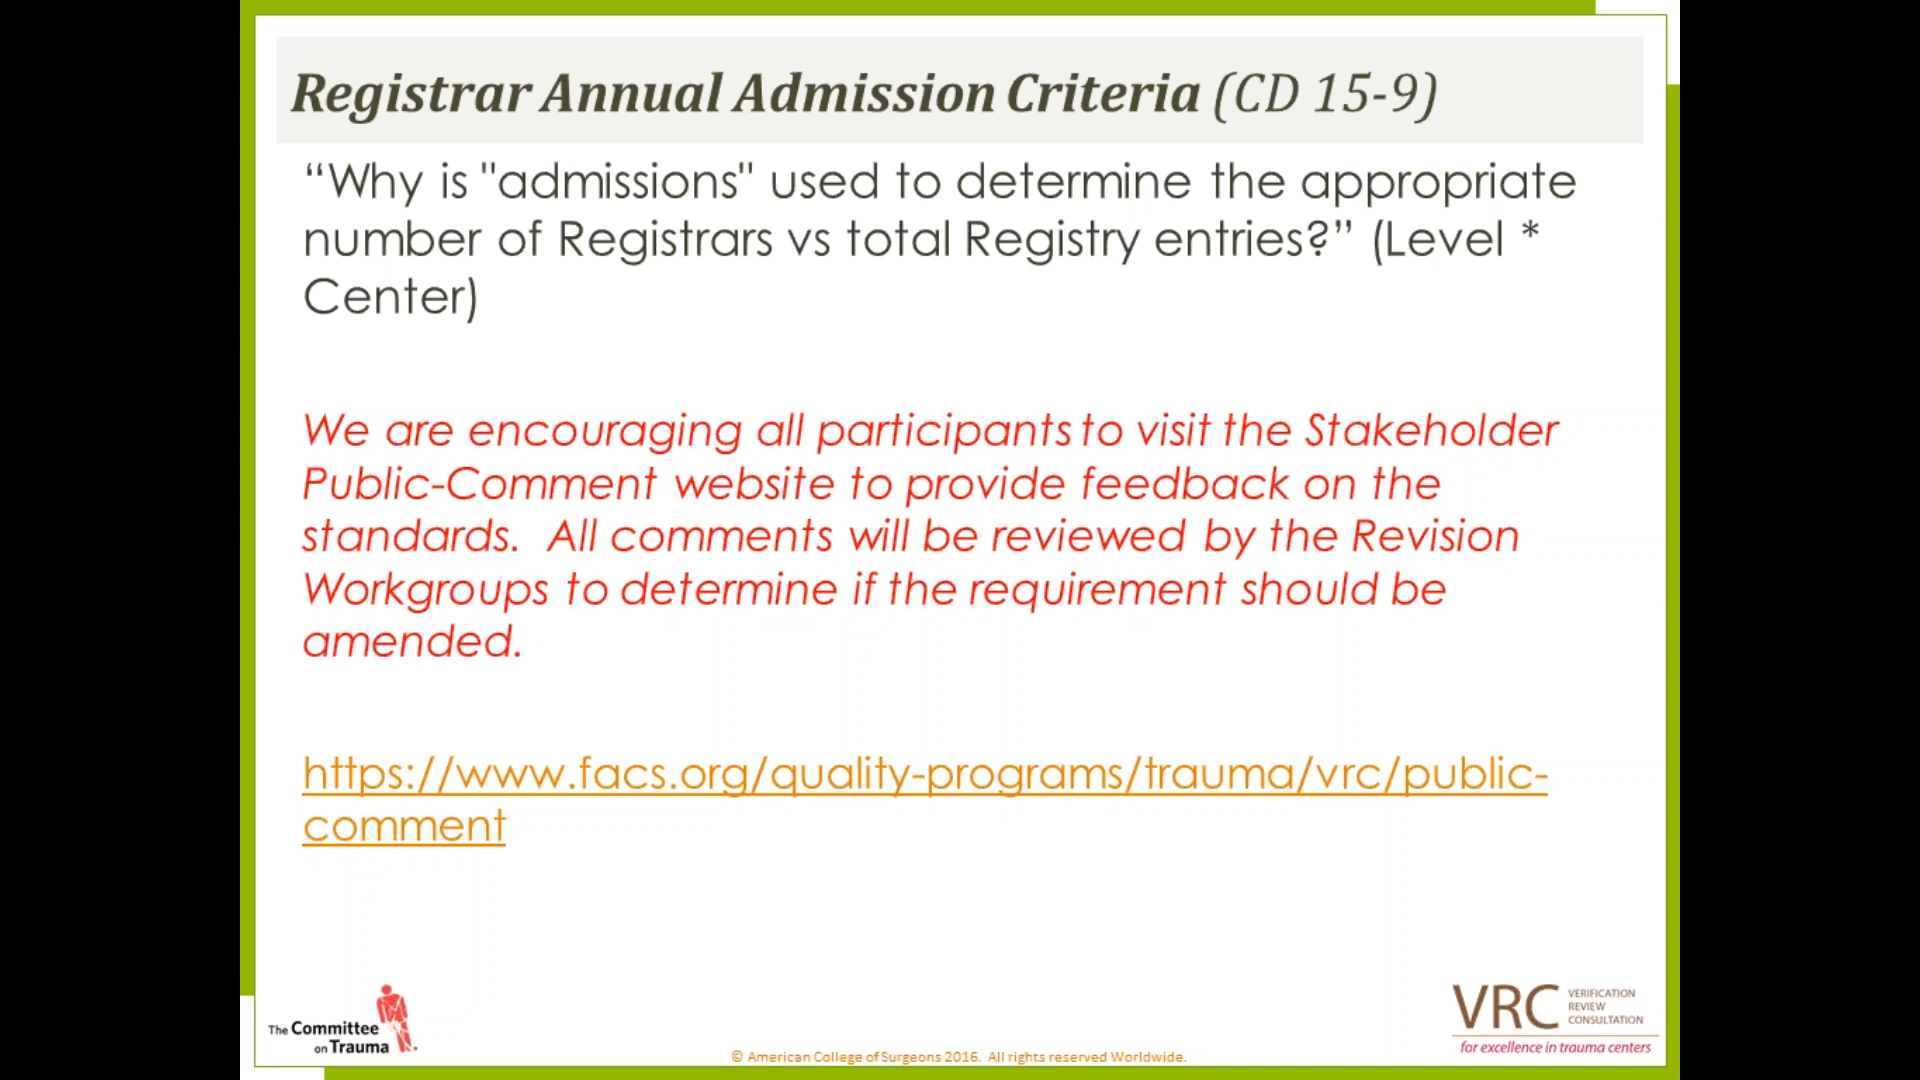 Registrar Annual Admission Criteria (CD 15-9)
“Why is "admissions" used to determine the appropriate
number of Registrars vs total Registry entries?” (Level *
Center)
We are encouraging all participants to visit the Stakeholder
Public-Comment website to provide feedback on the
standards.  All comments will be reviewed by the Revision
Workgroups to determine if the requirement should be
amended.
https://www.facs.org/quality-programs/trauma/vrc/public-
comment
The Committee
on Trauma
© American College of Surgeons 2016.  All rights reserved Worldwide.
VRC
VERIFICATION
REVIEW
CONSULTATION
for excellence in trauma centers